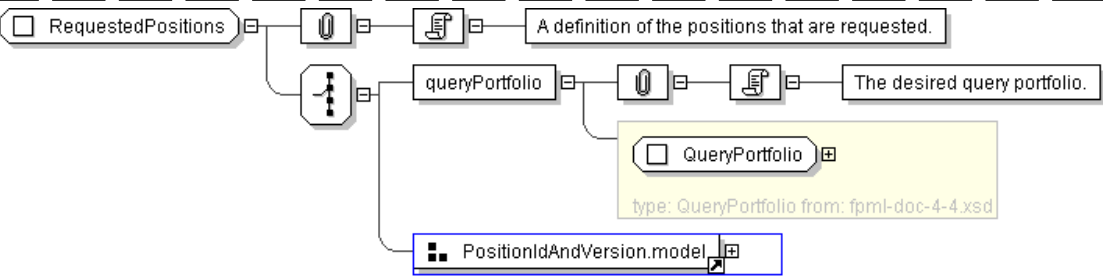 RequestedPositions
A definition of the positions that are requested.
queryPortfolio
The desired query portfolio.
QueryPortfolio
type: QueryPortfolio from: fpml-doc-4-4.xsd
PositionIdAndVersion.model